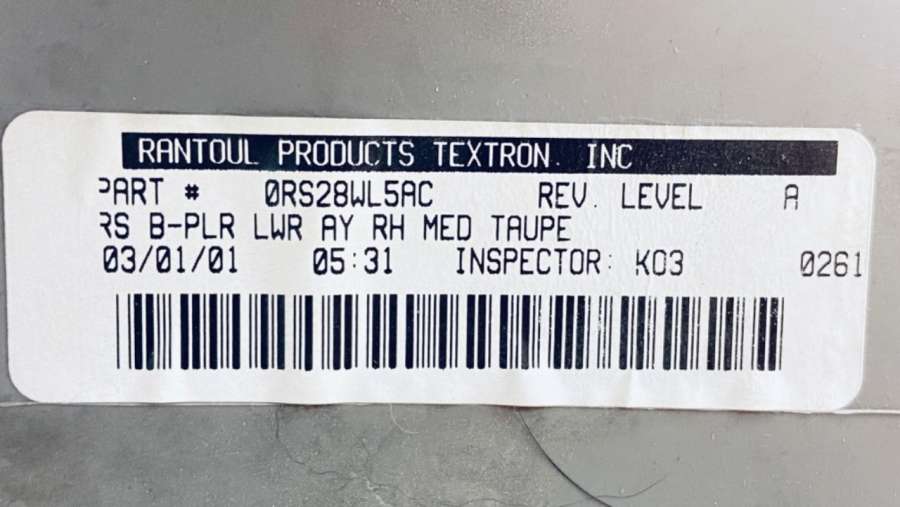 RANTOUL PRODUCTS TEXTRON. INC
PART # 0RS28WL5AC REV. LEVEL A
RS B-PLR LWR AY RH MED TAUPE
03/01/01 05:31 INSPECTOR: K03 0261